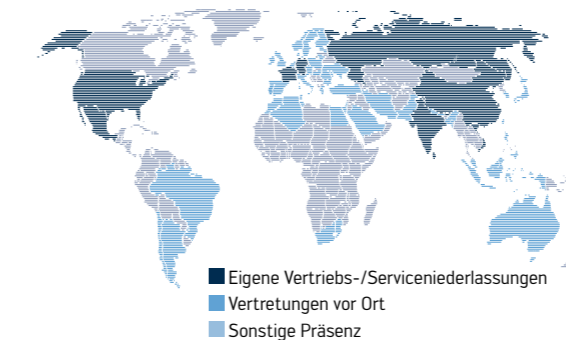 Eigene Vertriebs-/Serviceniederlassungen
Vertretungen vor Ort
Sonstige Präsenz